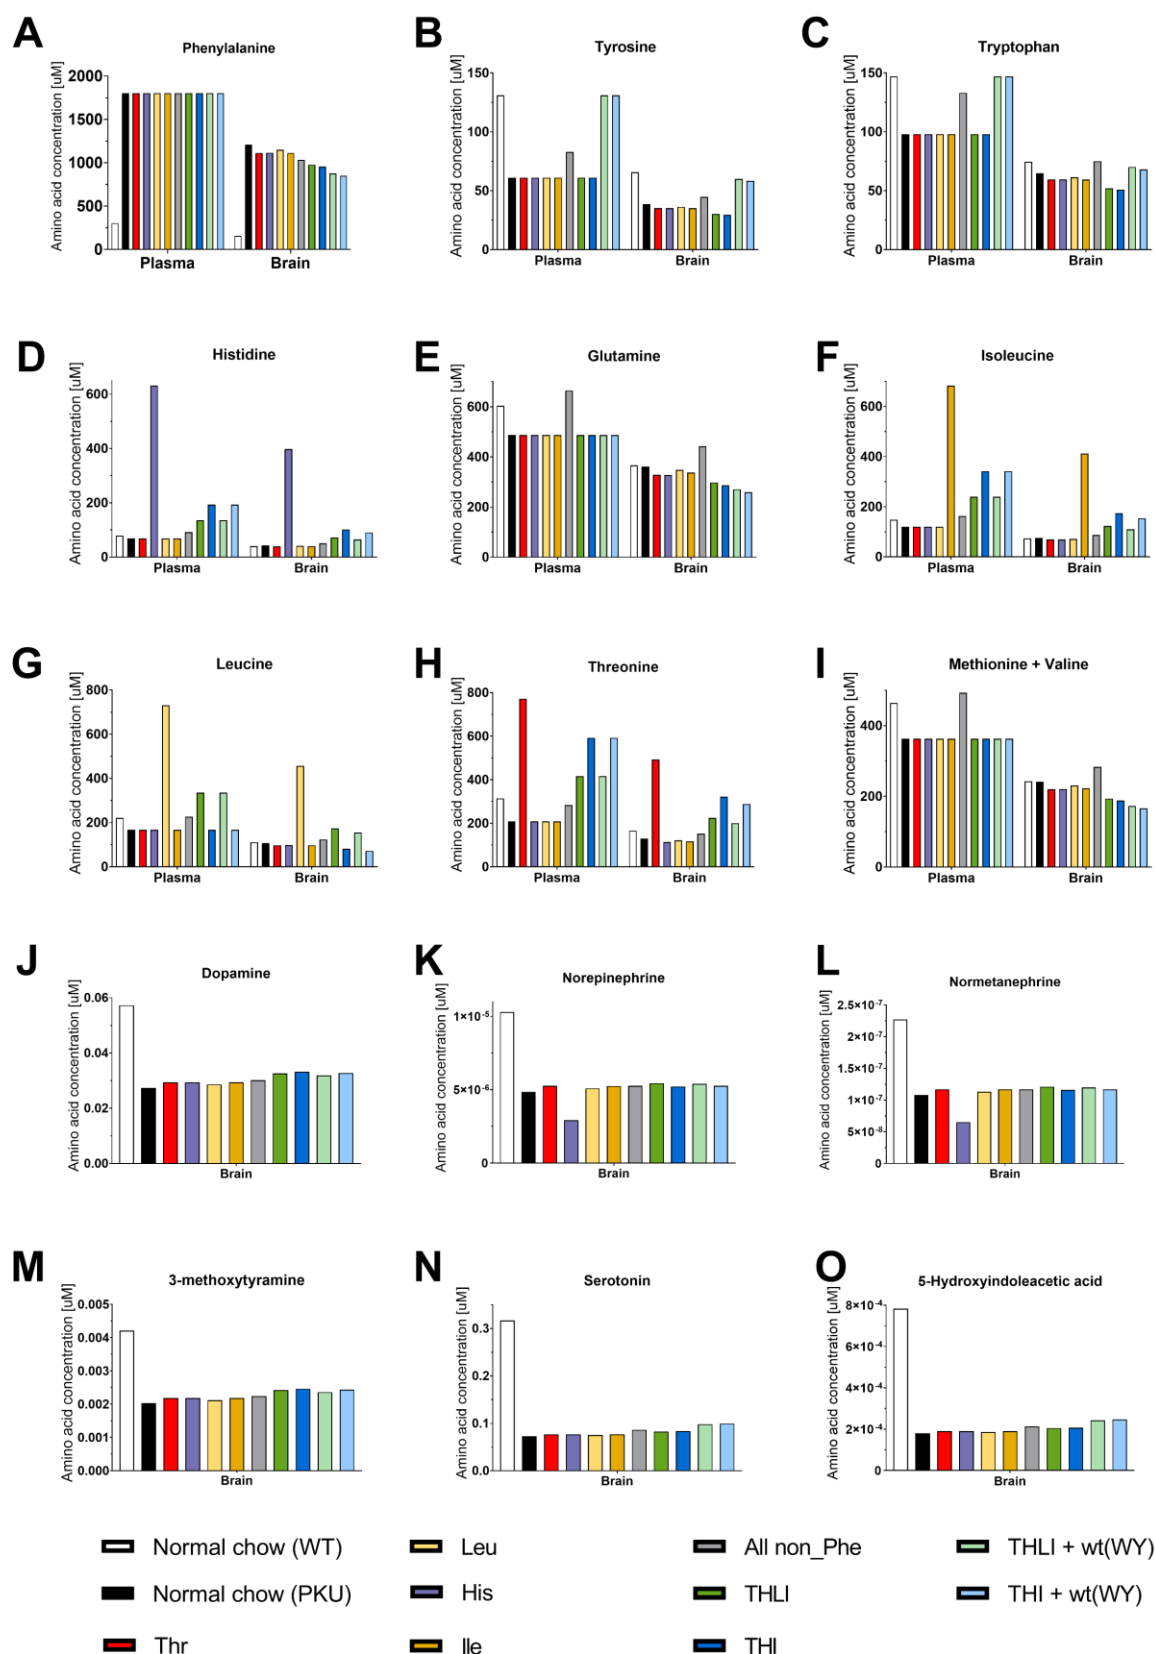 A
Phenylalanine
Amino acid concentration [uM]
2000
1500
1000
500
0
Plasma
Brain
B
Tyrosine
Amino acid concentration [uM]
150
100
50
0
Plasma
Brain
C
Tryptophan
Amino acid concentration [uM]
150
100
50
0
Plasma
Brain
D
Histidine
Amino acid concentration [uM]
600
400
200
0
Plasma
Brain
E
Glutamine
Amino acid concentration [uM]
600
400
200
0
Plasma
Brain
F
Isoleucine
Amino acid concentration [uM]
600
400
200
0
Plasma
Brain
G
Leucine
Amino acid concentration [uM]
800
600
400
200
0
Plasma
Brain
H
Threonine
Amino acid concentration [uM]
800
600
400
200
0
Plasma
Brain
I
Methionine + Valine
Amino acid concentration [uM]
400
200
0
Plasma
Brain
J
Dopamine
Amino acid concentration [uM]
0.06
0.04
0.02
0.00
Brain
K
Norepinephrine
Amino acid concentration [uM]
1×10⁻⁵
5×10⁻⁶
0
Brain
L
Normetanephrine
Amino acid concentration [uM]
2.5×10⁻⁷
2×10⁻⁷
1.5×10⁻⁷
1×10⁻⁷
5×10⁻⁸
0
Brain
M
3-methoxytyramine
Amino acid concentration [uM]
0.005
0.004
0.003
0.002
0.001
0.000
Brain
N
Serotonin
Amino acid concentration [uM]
0.3
0.2
0.1
0.0
Brain
O
5-Hydroxyindoleacetic acid
Amino acid concentration [uM]
8×10⁻⁴
6×10⁻⁴
4×10⁻⁴
2×10⁻⁴
0
Brain
Normal chow (WT)
Leu
All non_Phe
THLI + wt(WY)
Normal chow (PKU)
His
THLI
THI + wt(WY)
Thr
Ile
THI